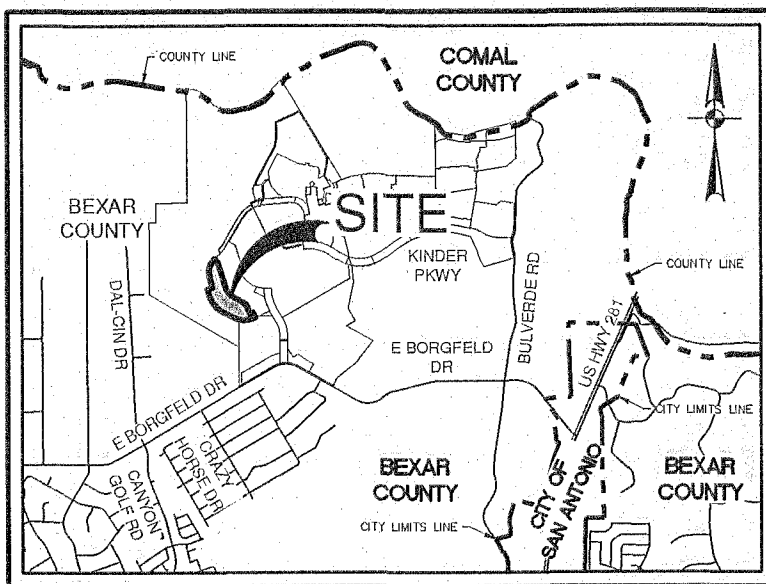 COUNTY LINE
COMAL
COUNTY
BEXAR
COUNTY
SITE
KINDER
PKWY
BULVERDE RD
COUNTY LINE
DAL-CIN DR
US HWY 281
E BORGFELD
DR
E BORGFELD DR
CITY LIMITS LINE
CRAZY
HORSE DR
CANYON
GOLF RD
BEXAR
COUNTY
CITY OF
SAN ANTONIO
BEXAR
COUNTY
CITY LIMITS LINE